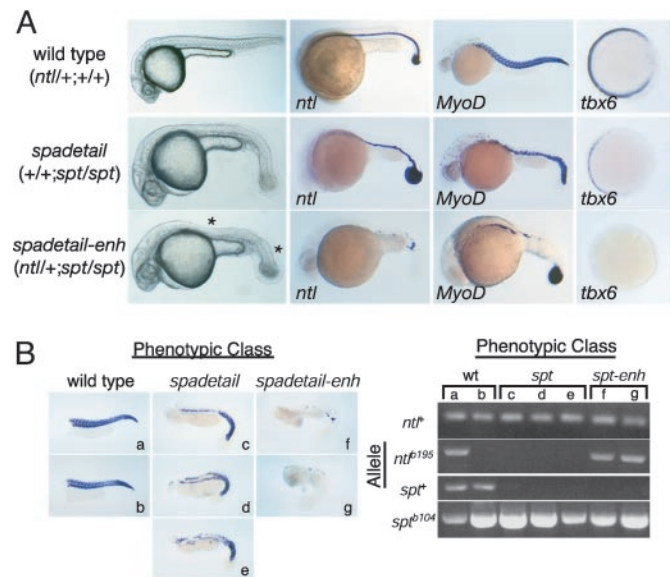 A
wild type
(ntl/+;+/+)
ntl
MyoD
tbx6
spadetail
(+/+;spt/spt)
ntl
MyoD
tbx6
spadetail-enh
(ntl/+;spt/spt)
*
*
ntl
MyoD
tbx6
B
Phenotypic Class
wild type spadetail spadetail-enh
a
c
f
b
d
g
e
Phenotypic Class
wt spt spt-enh
a b c d e f g
Allele
ntl+
ntlb195
spt+
sptb104